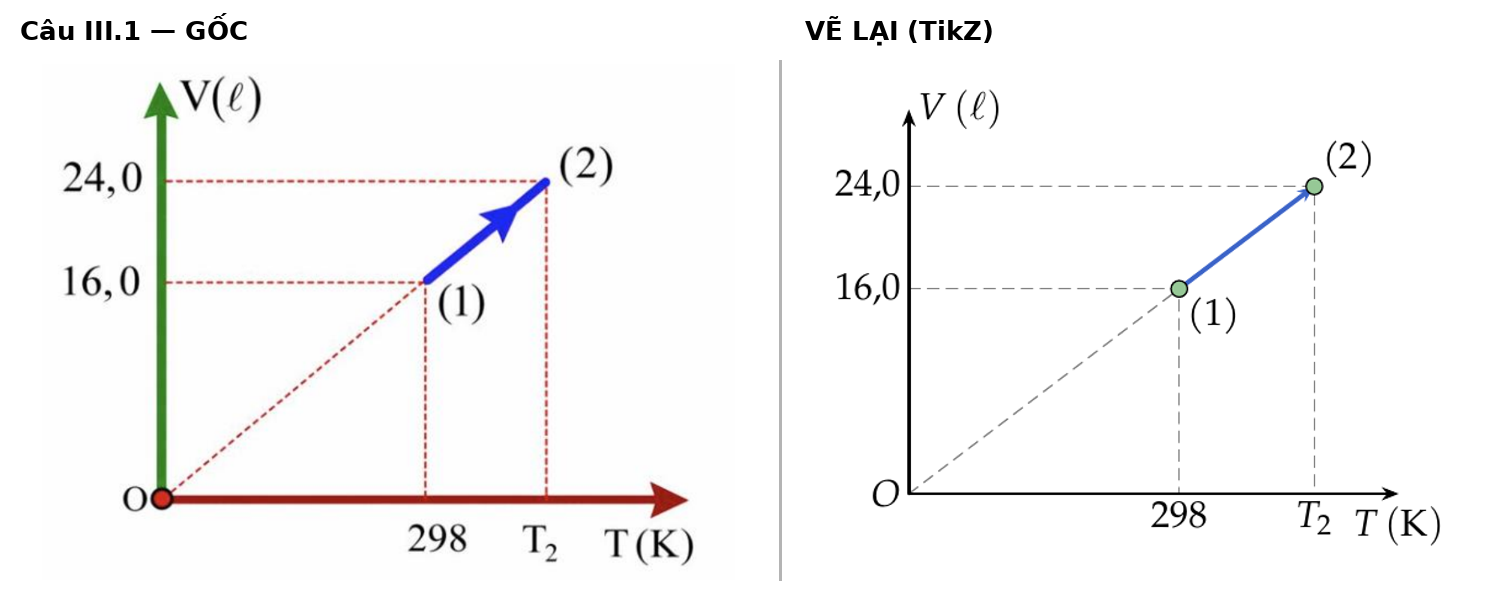 Câu III.1 — GỐC
V(ℓ)
24,0
(2)
16,0
(1)
O
298
T₂
T(K)
VẼ LẠI (TikZ)
V (ℓ)
24,0
(2)
16,0
(1)
O
298
T₂
T (K)